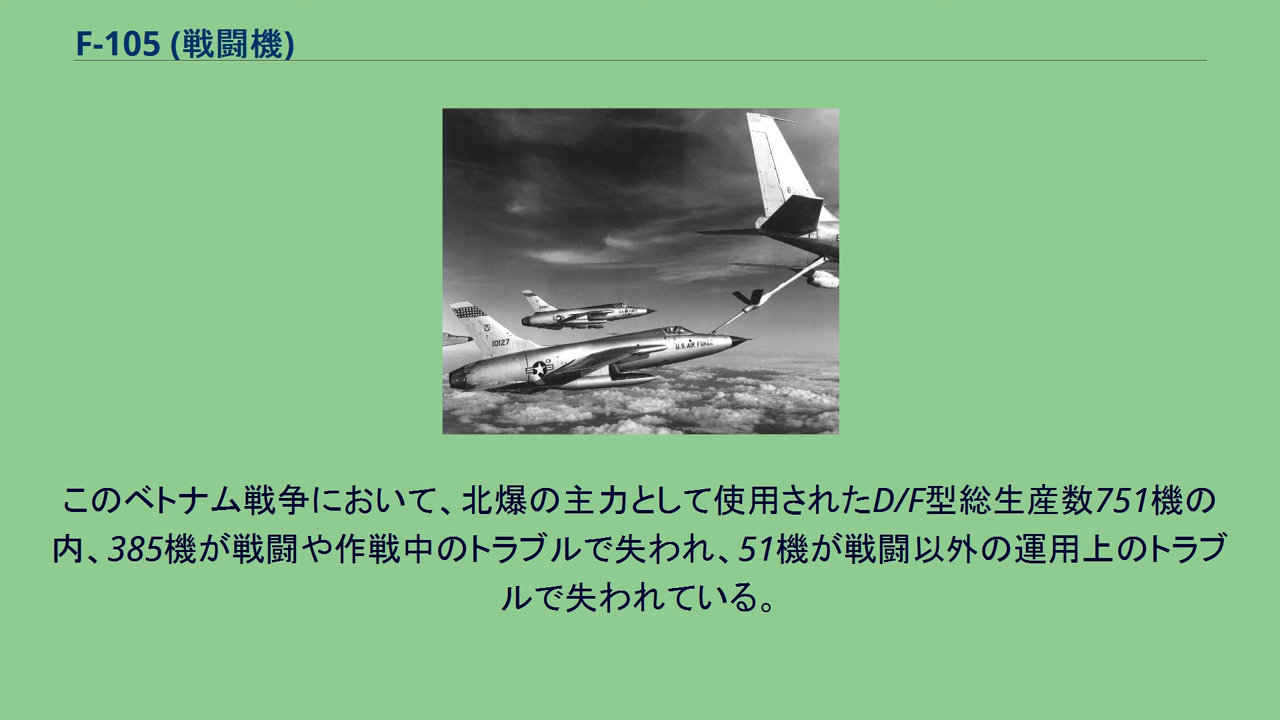 F-105 (戦闘機)
10127
U.S. AIR FORCE
このベトナム戦争において、北爆の主力として使用されたD/F型総生産数751機の
内、385機が戦闘や作戦中のトラブルで失われ、51機が戦闘以外の運用上のトラブ
ルで失われている。